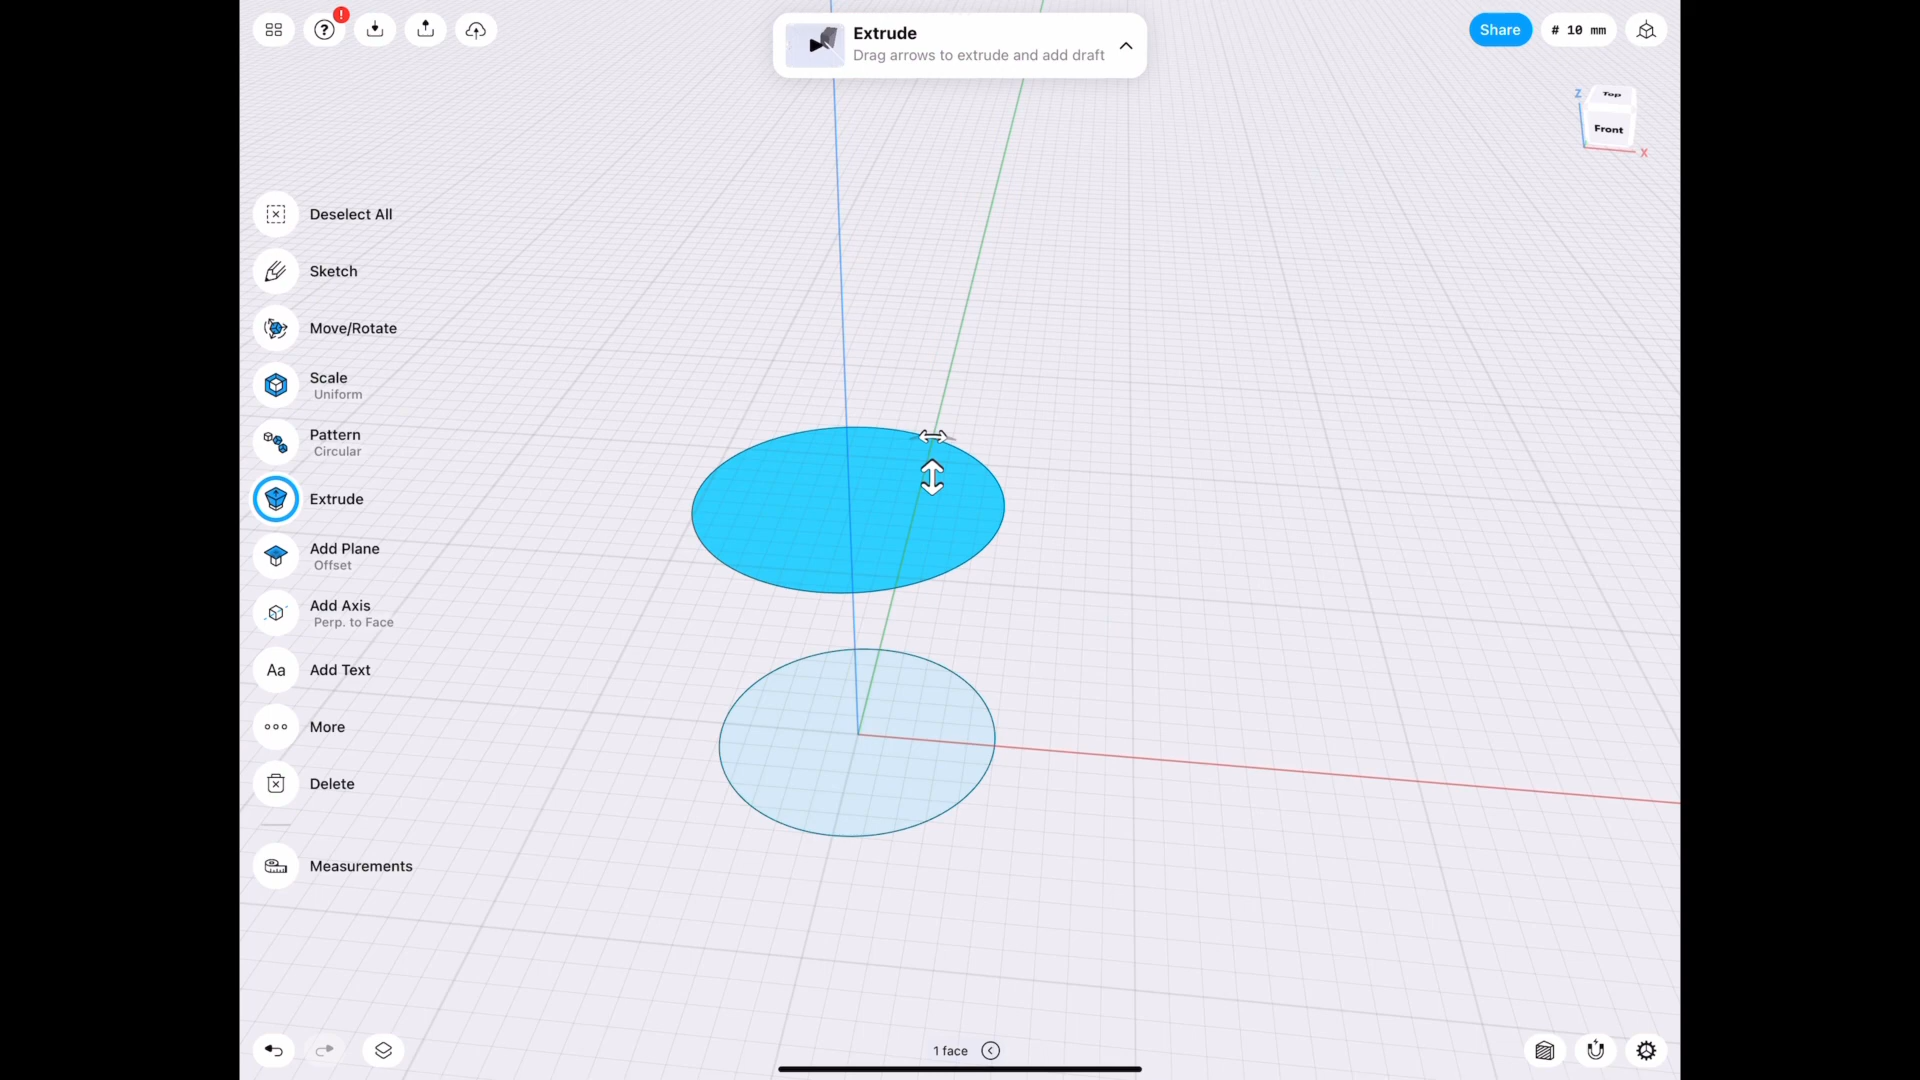 Extrude
Drag arrows to extrude and add draft
Share
# 10 mm
Z
Top
Front
X
Deselect All
Sketch
Move/Rotate
Scale
Uniform
Pattern
Circular
Extrude
Add Plane
Offset
Add Axis
Perp. to Face
Aa
Add Text
More
Delete
Measurements
1 face